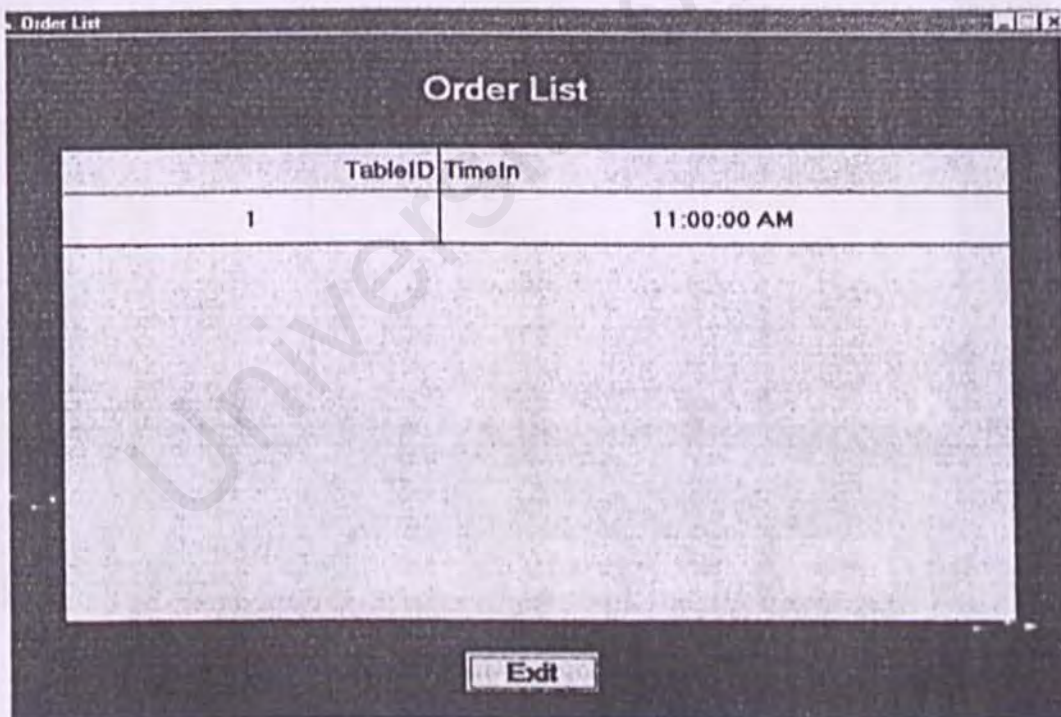 Order List
Order List
TableID TimeIn
1 11:00:00 AM
Exit